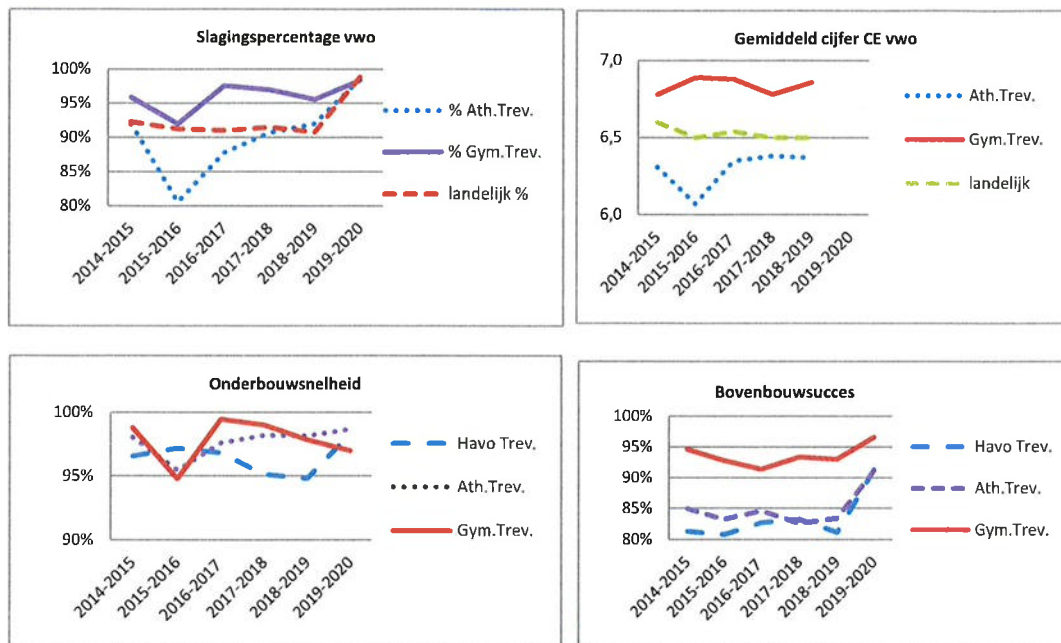 Slagingspercentage vwo
100%
95%
90%
85%
80%
% Ath.Trev.
% Gym.Trev.
landelijk %
2014-2015
2015-2016
2016-2017
2017-2018
2018-2019
2019-2020
Gemiddeld cijfer CE vwo
7,0
6,5
6,0
Ath.Trev.
Gym.Trev.
landelijk
2014-2015
2015-2016
2016-2017
2017-2018
2018-2019
2019-2020
Onderbouwsnelheid
100%
95%
90%
Havo Trev.
Ath.Trev.
Gym.Trev.
2014-2015
2015-2016
2016-2017
2017-2018
2018-2019
2019-2020
Bovenbouwsucces
100%
95%
90%
85%
80%
Havo Trev.
Ath.Trev.
Gym.Trev.
2014-2015
2015-2016
2016-2017
2017-2018
2018-2019
2019-2020